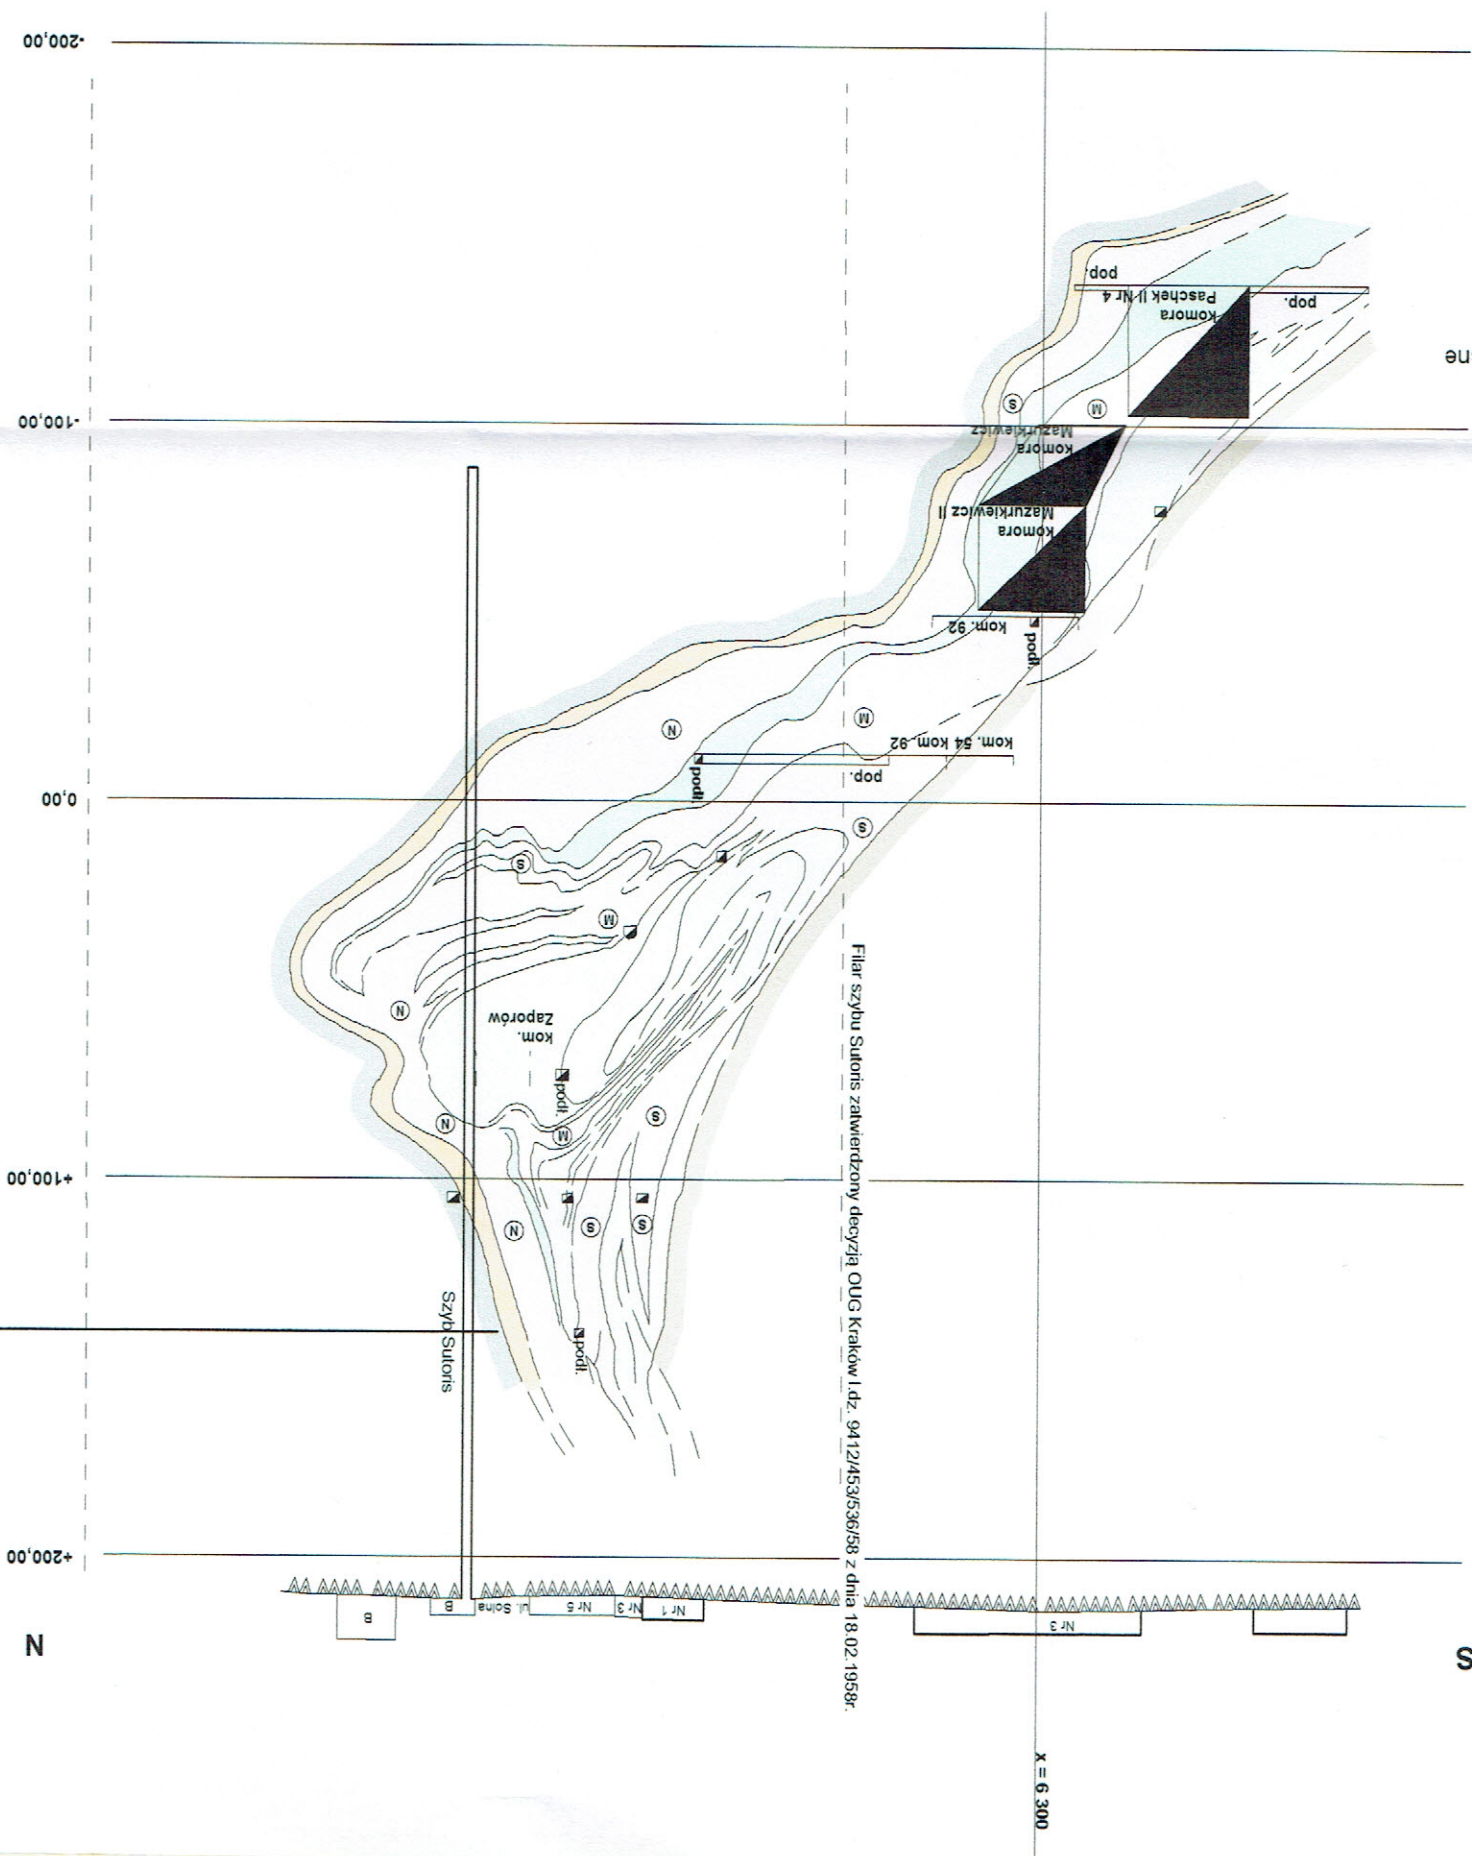 -200,00
pop.
komora
Paschek II Nr 4
pop.
ne
-100,00
S
M
komora
Mazurkiewicz
komora
Mazurkiewicz II
kom. 92
podł.
N
M
kom. 54 kom. 92
pop.
podł.
0,00
S
S
M
N
kom.
Zaporów
podł.
M
N
S
+100,00
N
S
S
Szyb Sutoris
podł.
Filar szybu Sutoris zatwierdzony decyzją OUG Kraków l.dz. 9412/453/536/58 z dnia 18.02.1958r.
+200,00
B
B
ul. Solna
Nr 5
Nr 3
Nr 1
Nr 3
N
S
x = 6 300